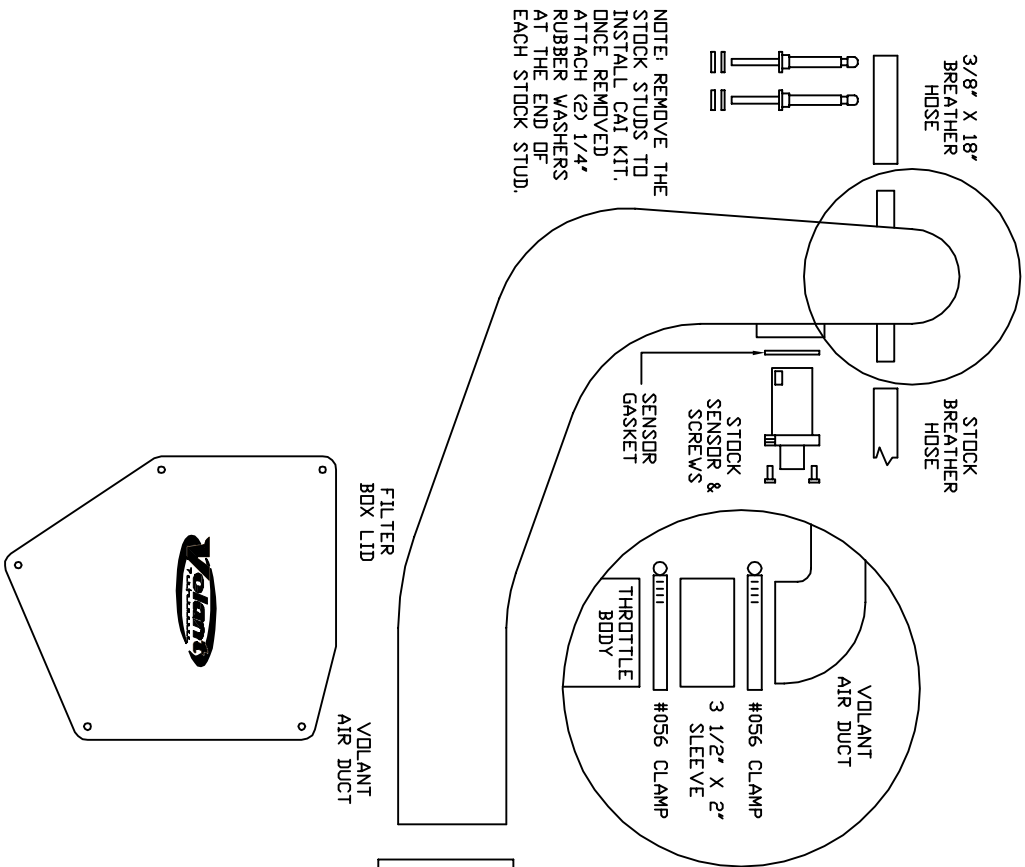 3/8" X 18"
BREATHER
HOSE
NOTE: REMOVE THE
STOCK STUDS TO
INSTALL CAI KIT.
ONCE REMOVED
ATTACH (2) 1/4"
RUBBER WASHERS
AT THE END OF
EACH STOCK STUD.
STOCK
BREATHER
HOSE
STOCK
SENSOR &
SCREWS
SENSOR
GASKET
VOLANT
AIR DUCT
#056 CLAMP
3 1/2" X 2"
SLEEVE
#056 CLAMP
THROTTLE
BODY
FILTER
BOX LID
Volant
VOLANT
AIR DUCT